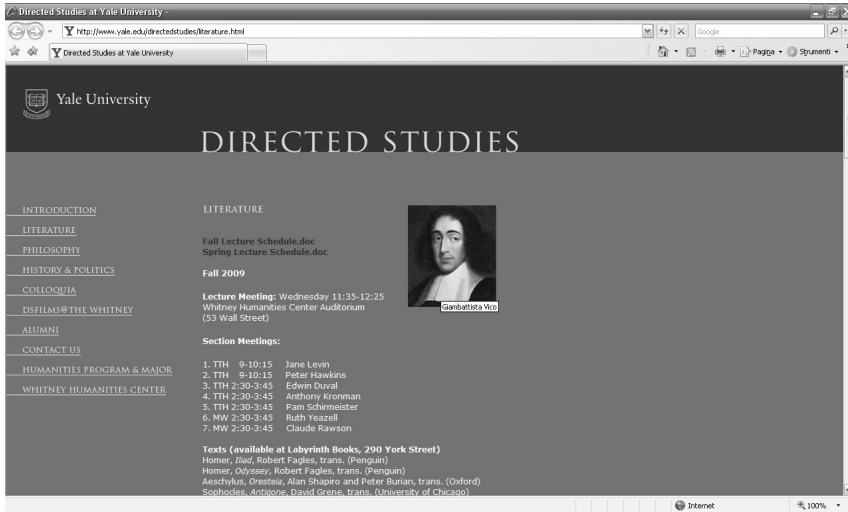 Directed Studies at Yale University -
http://www.yale.edu/directedstudies/literature.html
Google
Directed Studies at Yale University
Pagina
Strumenti
Yale University
DIRECTED STUDIES
INTRODUCTION
LITERATURE
PHILOSOPHY
HISTORY & POLITICS
COLLOQUIA
DSFILMS@THE WHITNEY
ALUMNI
CONTACT US
HUMANITIES PROGRAM & MAJOR
WHITNEY HUMANITIES CENTER
LITERATURE
Fall Lecture Schedule.doc
Spring Lecture Schedule.doc
Fall 2009
Lecture Meeting: Wednesday 11:35-12:25
Whitney Humanities Center Auditorium
(53 Wall Street)
Giambattista Vico
Section Meetings:
1. TTH 9-10:15 Jane Levin
2. TTH 9-10:15 Peter Hawkins
3. TTH 2:30-3:45 Edwin Duval
4. TTH 2:30-3:45 Anthony Kronman
5. TTH 2:30-3:45 Pam Schirmeister
6. MW 2:30-3:45 Ruth Yeazell
7. MW 2:30-3:45 Claude Rawson
Texts (available at Labyrinth Books, 290 York Street)
Homer, Iliad, Robert Fagles, trans. (Penguin)
Homer, Odyssey, Robert Fagles, trans. (Penguin)
Aeschylus, Oresteia, Alan Shapiro and Peter Burian, trans. (Oxford)
Sophocles, Antigone, David Grene, trans. (University of Chicago)
Internet
100%